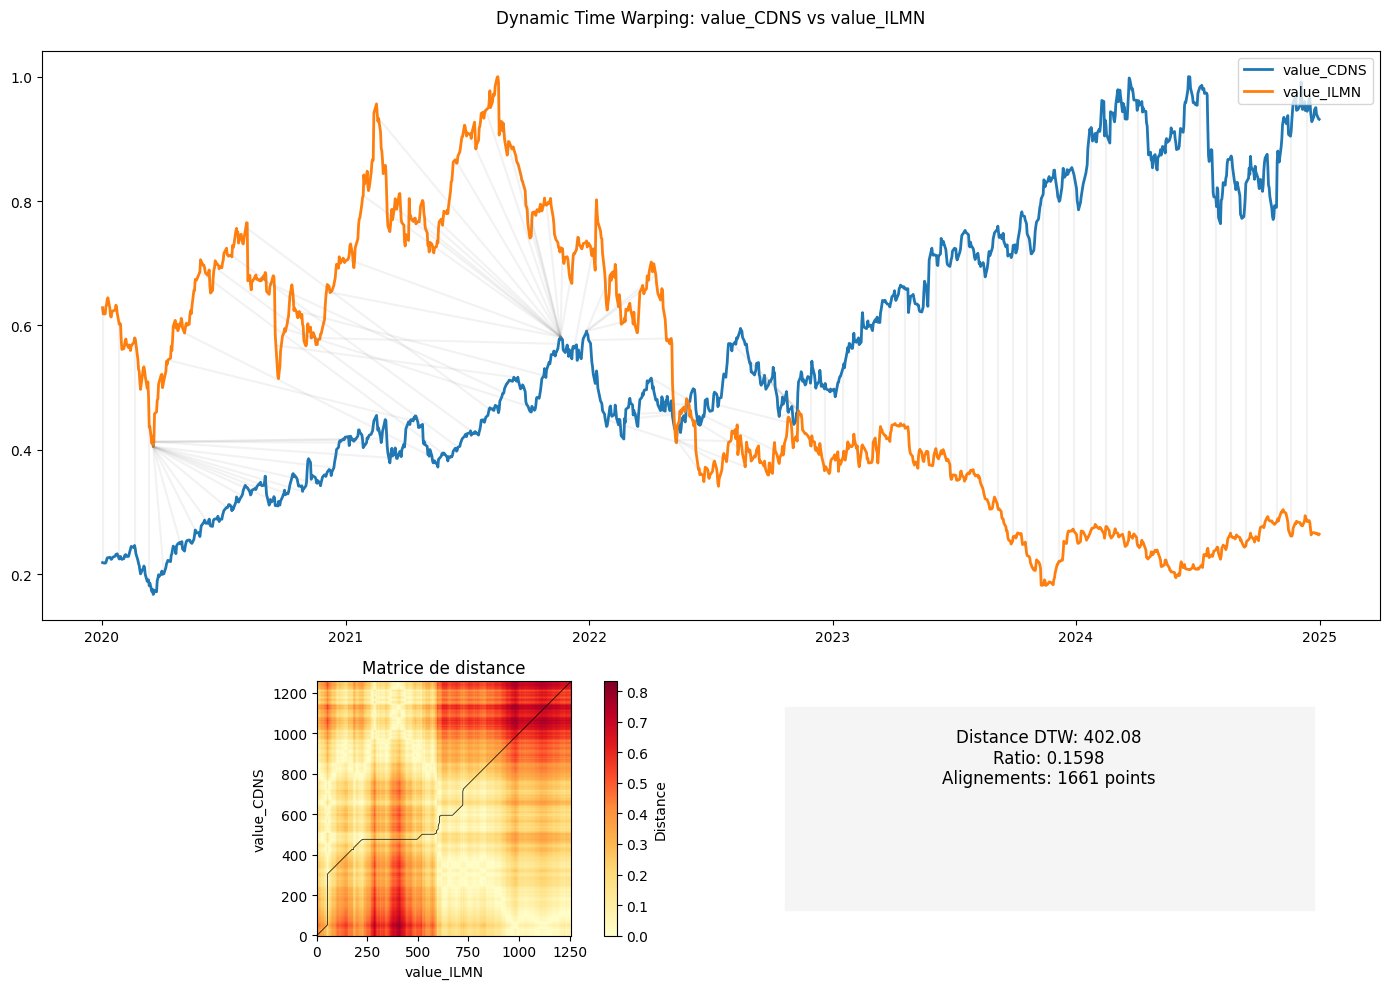 Dynamic Time Warping: value_CDNS vs value_ILMN
1.0
0.8
0.6
0.4
0.2
value_CDNS
value_ILMN
2020 2021 2022 2023 2024 2025
Matrice de distance
1200
1000
800
600
400
200
0
value_CDNS
0 250 500 750 1000 1250
value_ILMN
0.8
0.7
0.6
0.5
0.4
0.3
0.2
0.1
0.0
Distance
Distance DTW: 402.08
Ratio: 0.1598
Alignements: 1661 points